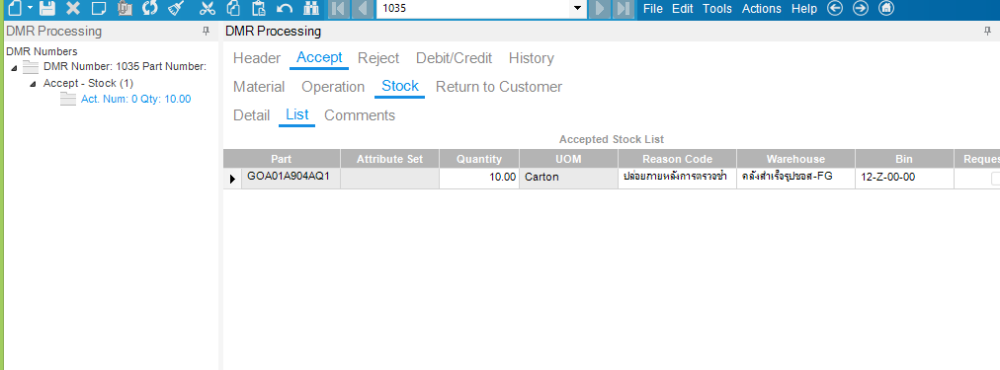 1035 File Edit Tools Actions Help
DMR Processing
DMR Numbers
DMR Number: 1035 Part Number:
Accept - Stock (1)
Act. Num: 0 Qty: 10.00
DMR Processing
Header Accept Reject Debit/Credit History
Material Operation Stock Return to Customer
Detail List Comments
Accepted Stock List
Part Attribute Set Quantity UOM Reason Code Warehouse Bin Reques
GOA01A904AQ1 10.00 Carton ปล่อยภายหลังการตรวจซ้ำ คลังสำเร็จรูปซอส-FG 12-Z-00-00